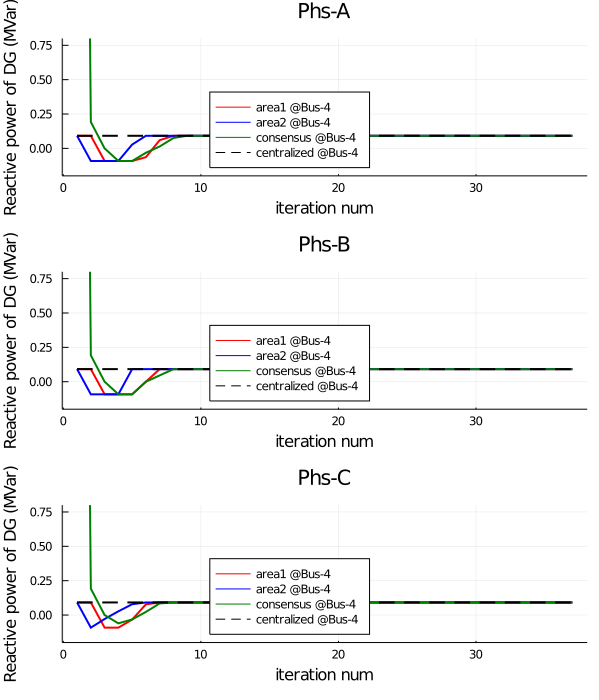 Phs-A
Reactive power of DG (MVar)
0.75
0.50
0.25
0.00
area1 @Bus-4
area2 @Bus-4
consensus @Bus-4
centralized @Bus-4
0 10 20 30
iteration num
Phs-B
Reactive power of DG (MVar)
0.75
0.50
0.25
0.00
area1 @Bus-4
area2 @Bus-4
consensus @Bus-4
centralized @Bus-4
0 10 20 30
iteration num
Phs-C
Reactive power of DG (MVar)
0.75
0.50
0.25
0.00
area1 @Bus-4
area2 @Bus-4
consensus @Bus-4
centralized @Bus-4
0 10 20 30
iteration num